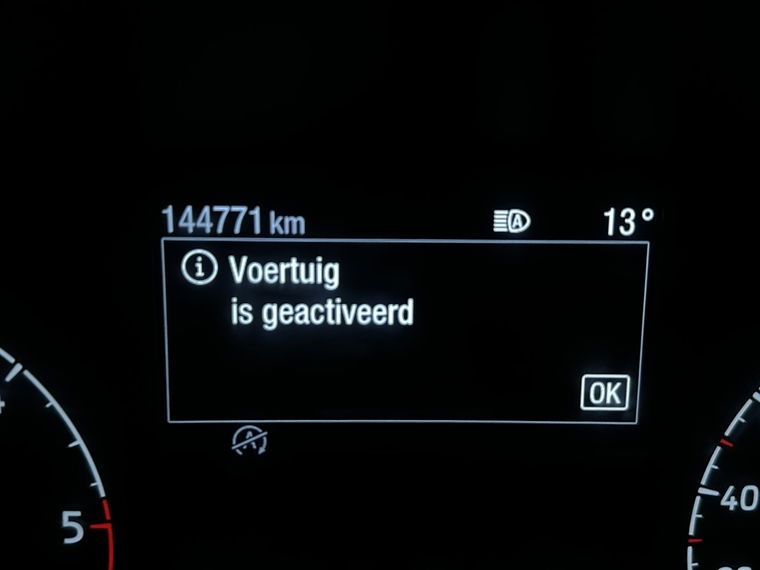 144771 km A 13°
Voertuig
is geactiveerd
OK
A
5
40